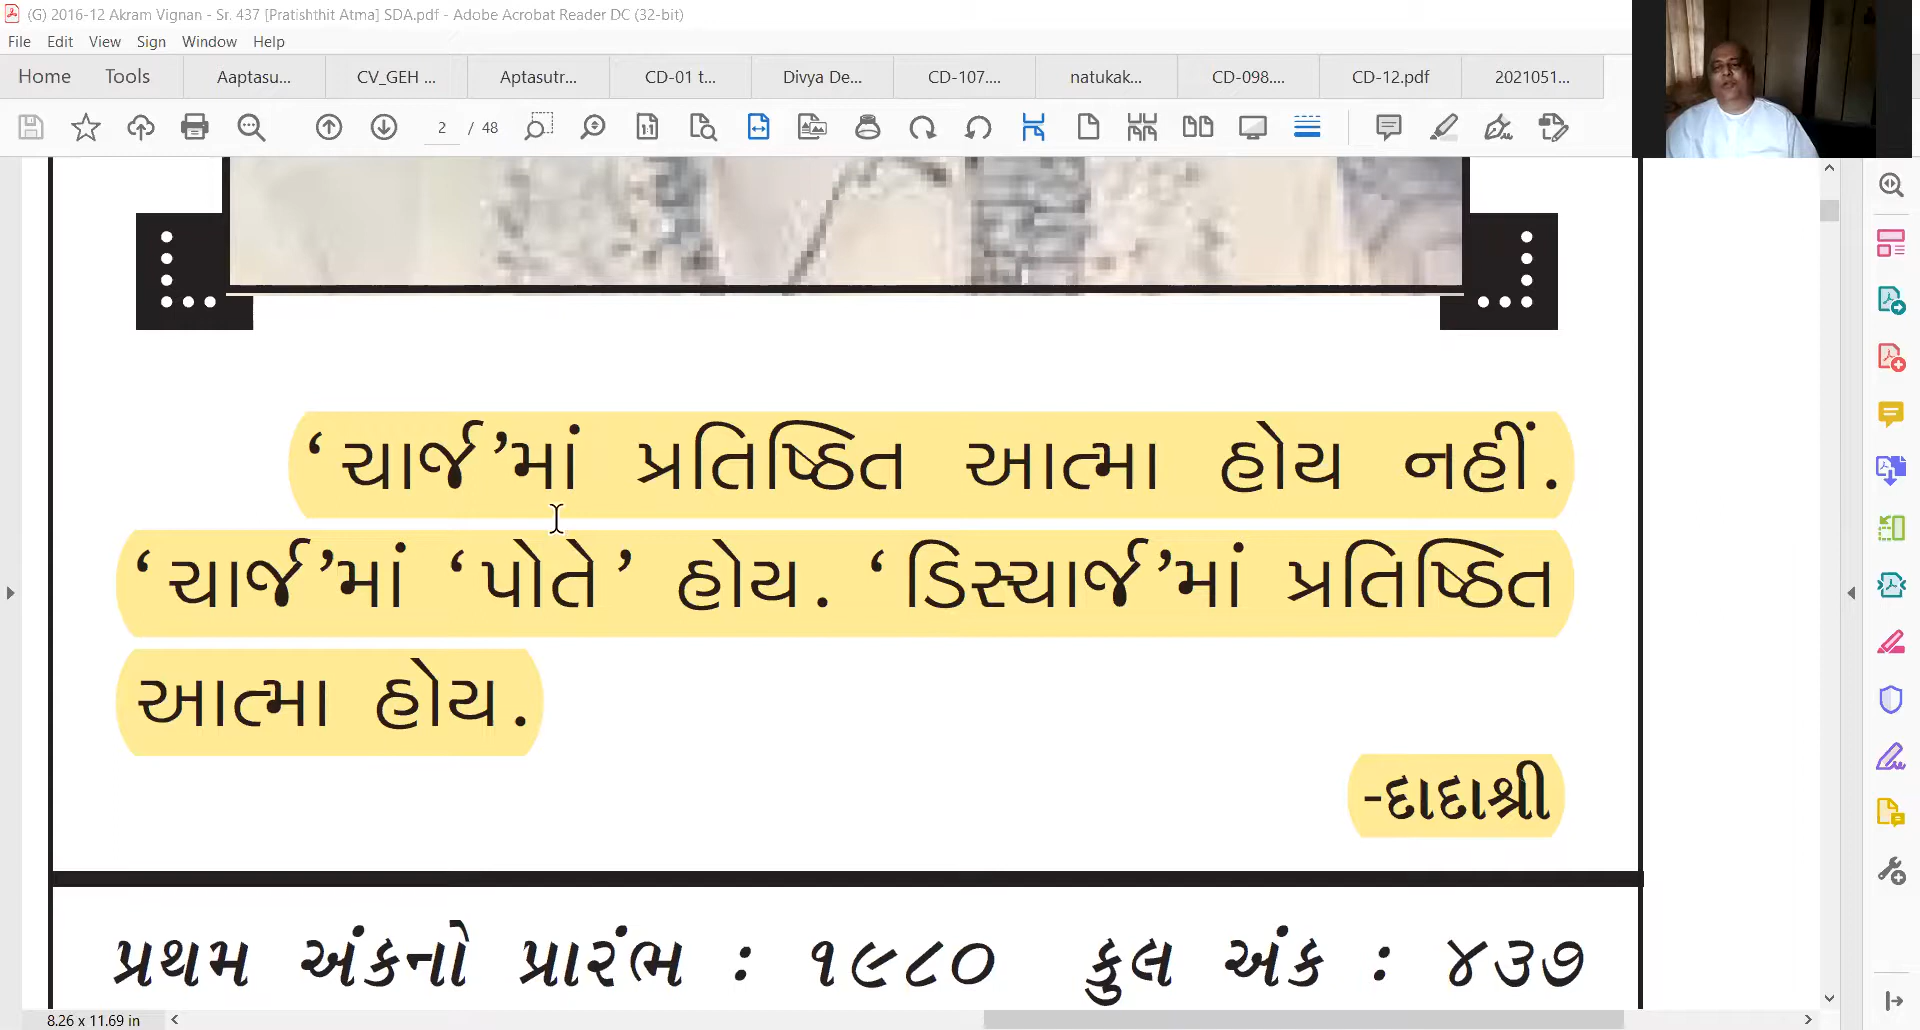 (G) 2016-12 Akram Vignan - Sr. 437 [Pratishthit Atma] SDA.pdf - Adobe Acrobat Reader DC (32-bit)
File Edit View Sign Window Help
Home Tools Aaptasu... CV_GEH ... Aptasutr... CD-01 t... Divya De... CD-107.... natukak... CD-098.... CD-12.pdf 2021051...
2 / 48
‘ચાર્જ’માં પ્રતિષ્ઠિત આત્મા હોય નહીં.
‘ચાર્જ’માં ‘પોતે’ હોય. ‘ડિસ્ચાર્જ’માં પ્રતિષ્ઠિત
આત્મા હોય.
-દાદાશ્રી
પ્રથમ અંકનો પ્રારંભ : ૧૯૮૦ કુલ અંક : ૪૩૭
8.26 x 11.69 in